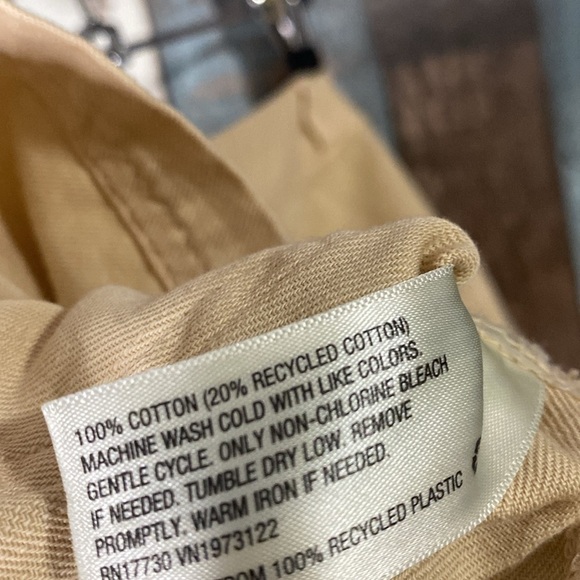 100% COTTON (20% RECYCLED COTTON)
MACHINE WASH COLD WITH LIKE COLORS.
GENTLE CYCLE. ONLY NON-CHLORINE BLEACH
IF NEEDED. TUMBLE DRY LOW. REMOVE
PROMPTLY. WARM IRON IF NEEDED.
RN17730 VN1973122
FROM 100% RECYCLED PLASTIC